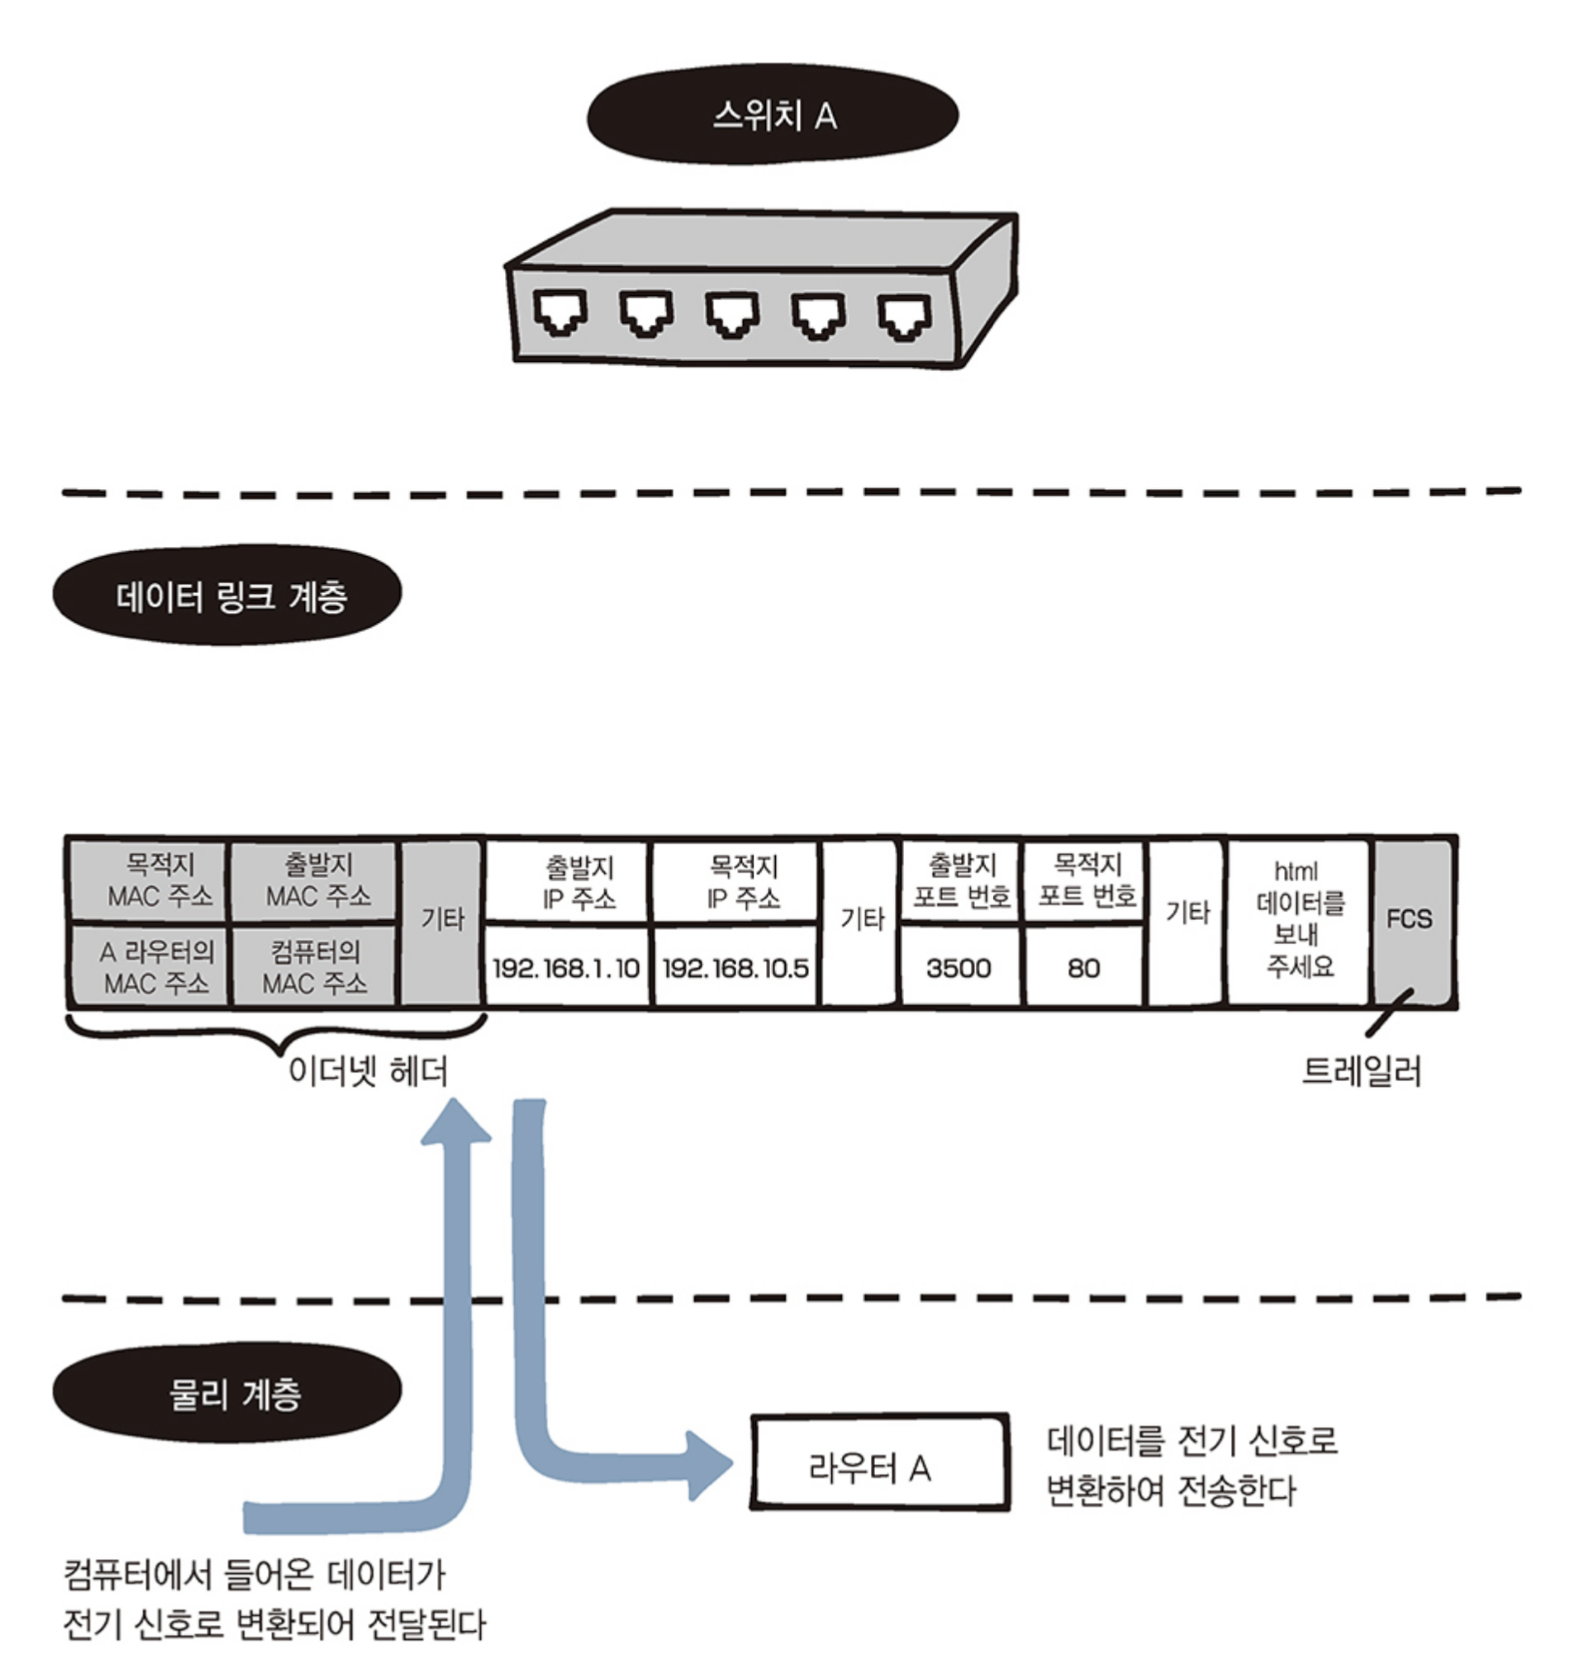 스위치 A
데이터 링크 계층
목적지
MAC 주소
출발지
MAC 주소
기타
출발지
IP 주소
목적지
IP 주소
기타
출발지
포트 번호
목적지
포트 번호
기타
html
데이터를
보내
주세요
FCS
A 라우터의
MAC 주소
컴퓨터의
MAC 주소
192.168.1.10
192.168.10.5
3500
80
이더넷 헤더
트레일러
물리 계층
라우터 A
데이터를 전기 신호로
변환하여 전송한다
컴퓨터에서 들어온 데이터가
전기 신호로 변환되어 전달된다